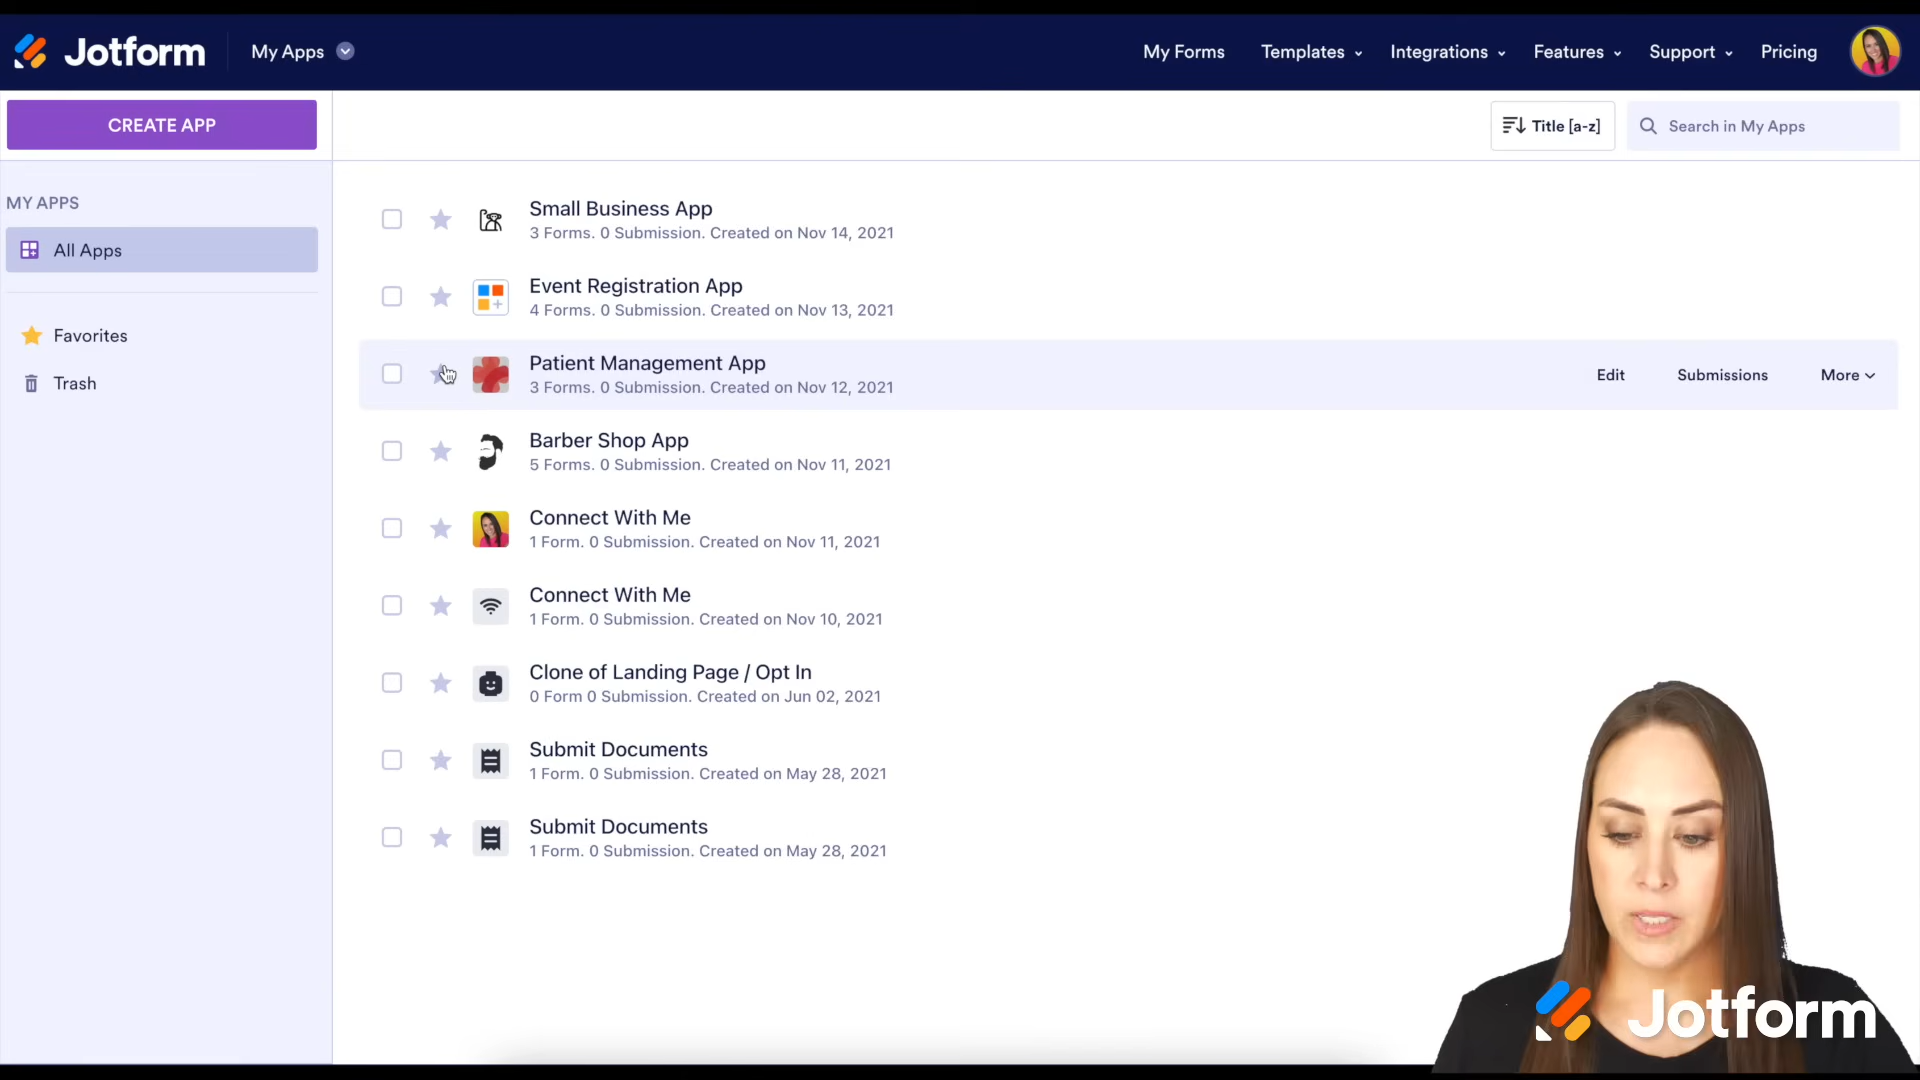 Jotform
My Apps
My Forms
Templates
Integrations
Features
Support
Pricing
CREATE APP
Title [a-z]
Search in My Apps
MY APPS
All Apps
Favorites
Trash
Small Business App
3 Forms. 0 Submission. Created on Nov 14, 2021
Event Registration App
4 Forms. 0 Submission. Created on Nov 13, 2021
Patient Management App
3 Forms. 0 Submission. Created on Nov 12, 2021
Edit
Submissions
More
Barber Shop App
5 Forms. 0 Submission. Created on Nov 11, 2021
Connect With Me
1 Form. 0 Submission. Created on Nov 11, 2021
Connect With Me
1 Form. 0 Submission. Created on Nov 10, 2021
Clone of Landing Page / Opt In
0 Form 0 Submission. Created on Jun 02, 2021
Submit Documents
1 Form. 0 Submission. Created on May 28, 2021
Submit Documents
1 Form. 0 Submission. Created on May 28, 2021
Jotform